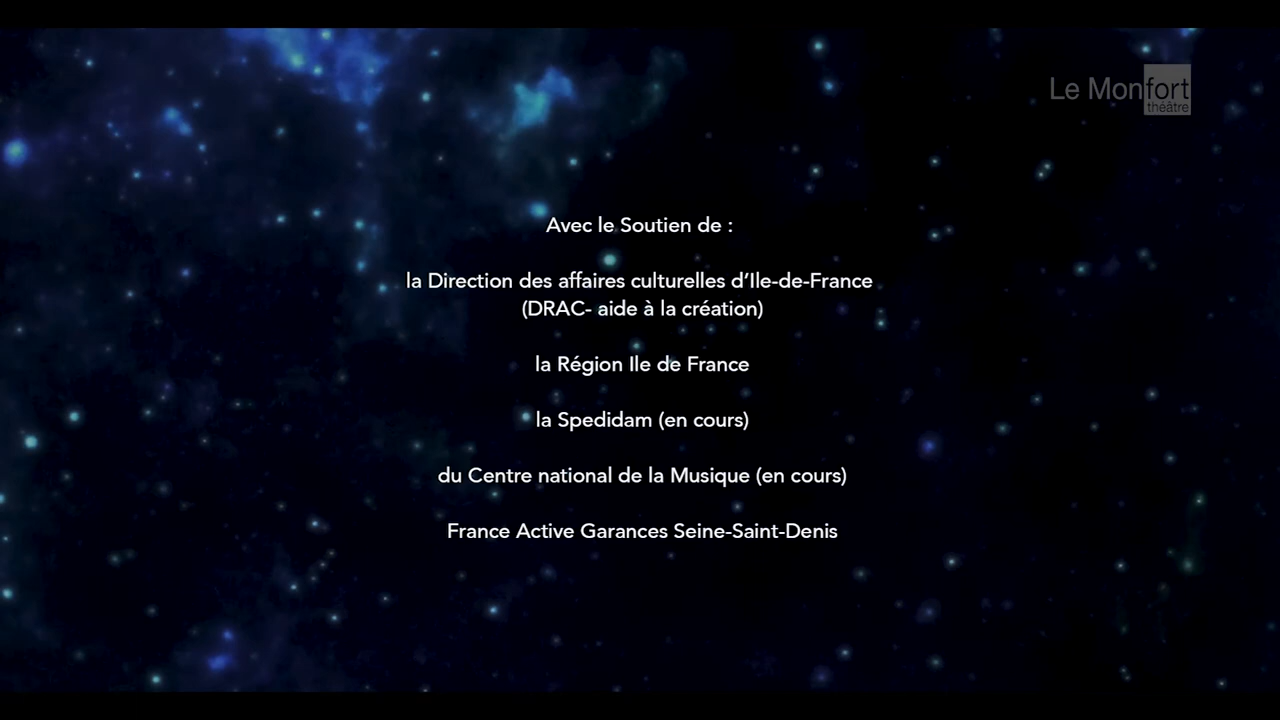 Le Monfort
théâtre
Avec le Soutien de :
la Direction des affaires culturelles d’Ile-de-France
(DRAC- aide à la création)
la Région Ile de France
la Spedidam (en cours)
du Centre national de la Musique (en cours)
France Active Garances Seine-Saint-Denis